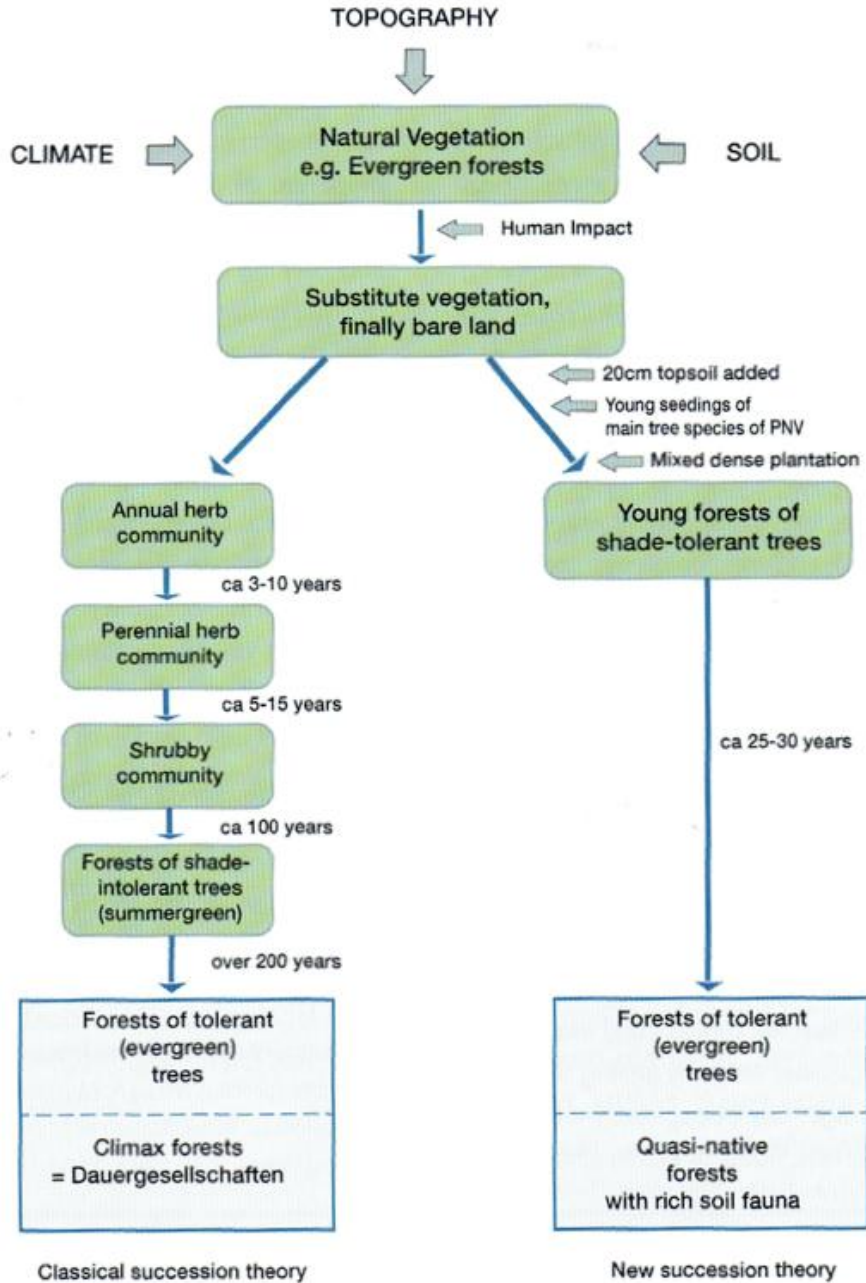 TOPOGRAPHY
CLIMATE
Natural Vegetation
e.g. Evergreen forests
SOIL
Human Impact
Substitute vegetation,
finally bare land
20cm topsoil added
Young seedings of
main tree species of PNV
Mixed dense plantation
Annual herb
community
ca 3-10 years
Perennial herb
community
ca 5-15 years
Shrubby
community
ca 100 years
Forests of shade-
intolerant trees
(summergreen)
over 200 years
Forests of tolerant
(evergreen)
trees
Climax forests
= Dauergesellschaften
Classical succession theory
Young forests of
shade-tolerant trees
ca 25-30 years
Forests of tolerant
(evergreen)
trees
Quasi-native
forests
with rich soil fauna
New succession theory